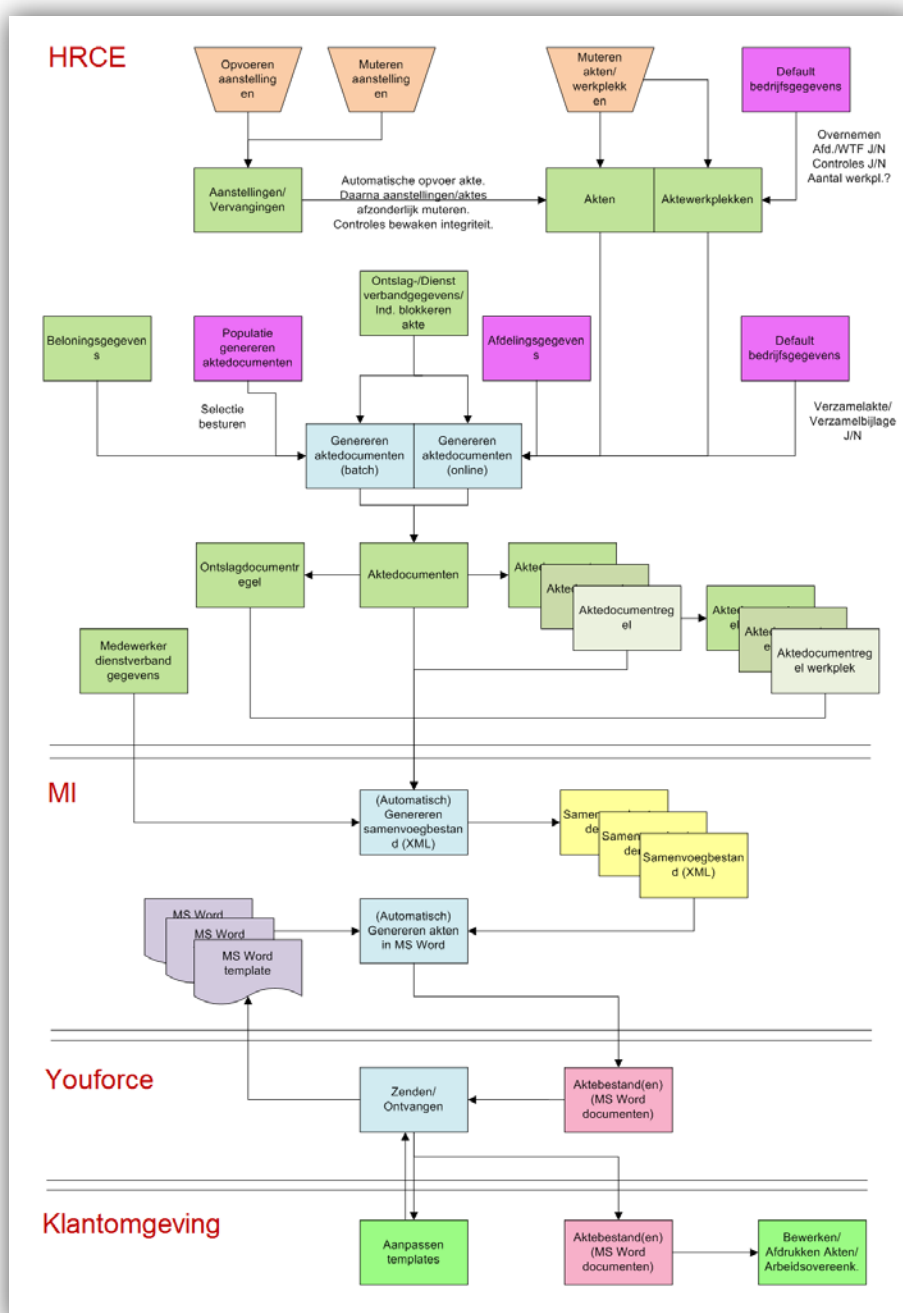 HRCE
Opvoeren
aanstelling
en
Muteren
aanstelling
en
Muteren
akten/
werkplekk
en
Default
bedrijfsgegevens
Overnemen
Afd./WTF J/N
Controles J/N
Aantal werkpl.?
Aanstellingen/
Vervangingen
Automatische opvoer akte.
Daarna aanstellingen/aktes
afzonderlijk muteren.
Controles bewaken integriteit.
Akten
Aktewerkplekken
Ontslag-/Dienst
verbandgegevens/
Ind. blokkeren
akte
Beloningsgegeven
s
Populatie
genereren
aktedocumenten
Afdelingsgegeven
s
Default
bedrijfsgegevens
Selectie
besturen
Verzamelakte/
Verzamelbijlage
J/N
Genereren
aktedocumenten
(batch)
Genereren
aktedocumenten
(online)
Ontslagdocumentr
egel
Aktedocumenten
Aktedocumentreg
el
Aktedocumentreg
el werkplek
Medewerker
dienstverband
gegevens
MI
(Automatisch)
Genereren
samenvoegbestan
d (XML)
Samenvoegbestan
d (XML)
MS Word
MS Word
MS Word
template
(Automatisch)
Genereren akten
in MS Word
Youforce
Zenden/
Ontvangen
Aktebestand(en)
(MS Word
documenten)
Klantomgeving
Aanpassen
templates
Aktebestand(en)
(MS Word
documenten)
Bewerken/
Afdrukken Akten/
Arbeidsovereenk.